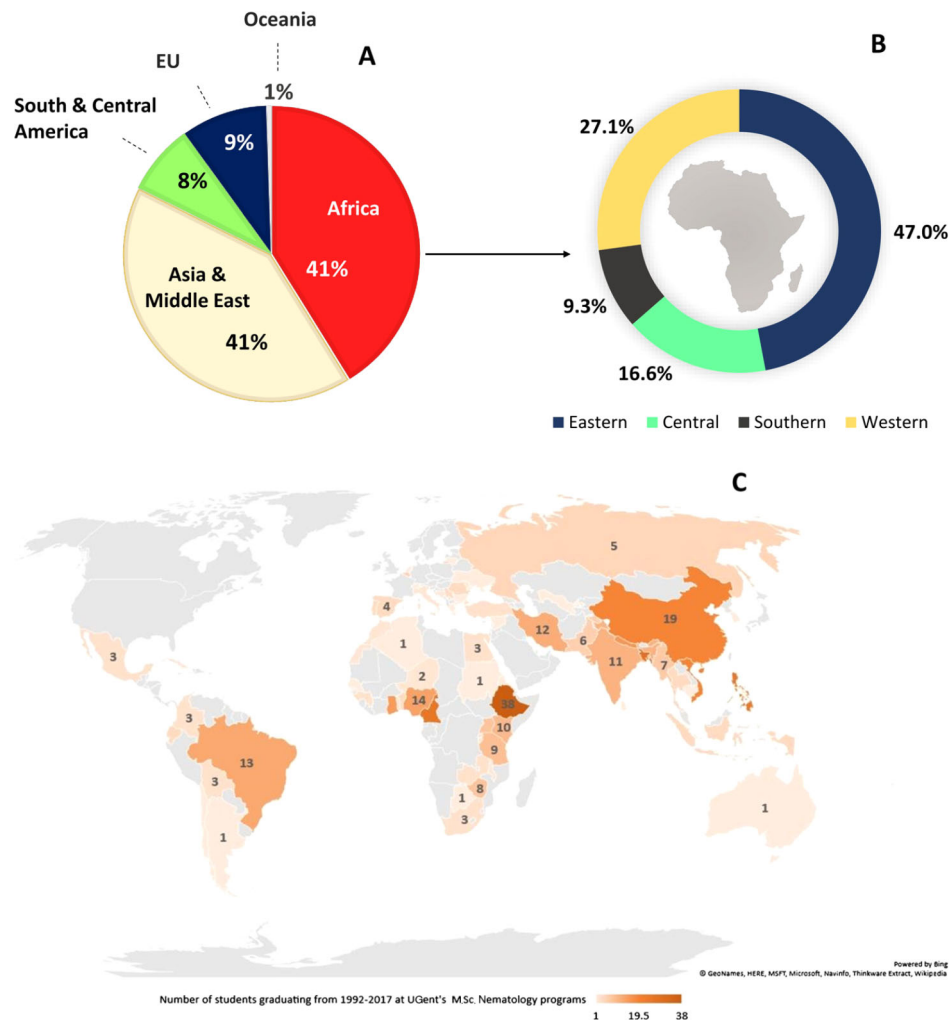 Oceania
A
B
EU
1%
South & Central
America
9%
8%
Africa
41%
Asia &
Middle East
41%
27.1%
47.0%
9.3%
16.6%
Eastern Central Southern Western
C
5
4
19
12
6
3
1
3
11
7
2
1
14
38
3
10
13
9
3
8
1
1
3
1
1
Powered by Bing
© GeoNames, HERE, MSFT, Microsoft, Navinfo, Thinkware Extract, Wikipedia
Number of students graduating from 1992-2017 at UGent's M.Sc. Nematology programs
1 19.5 38